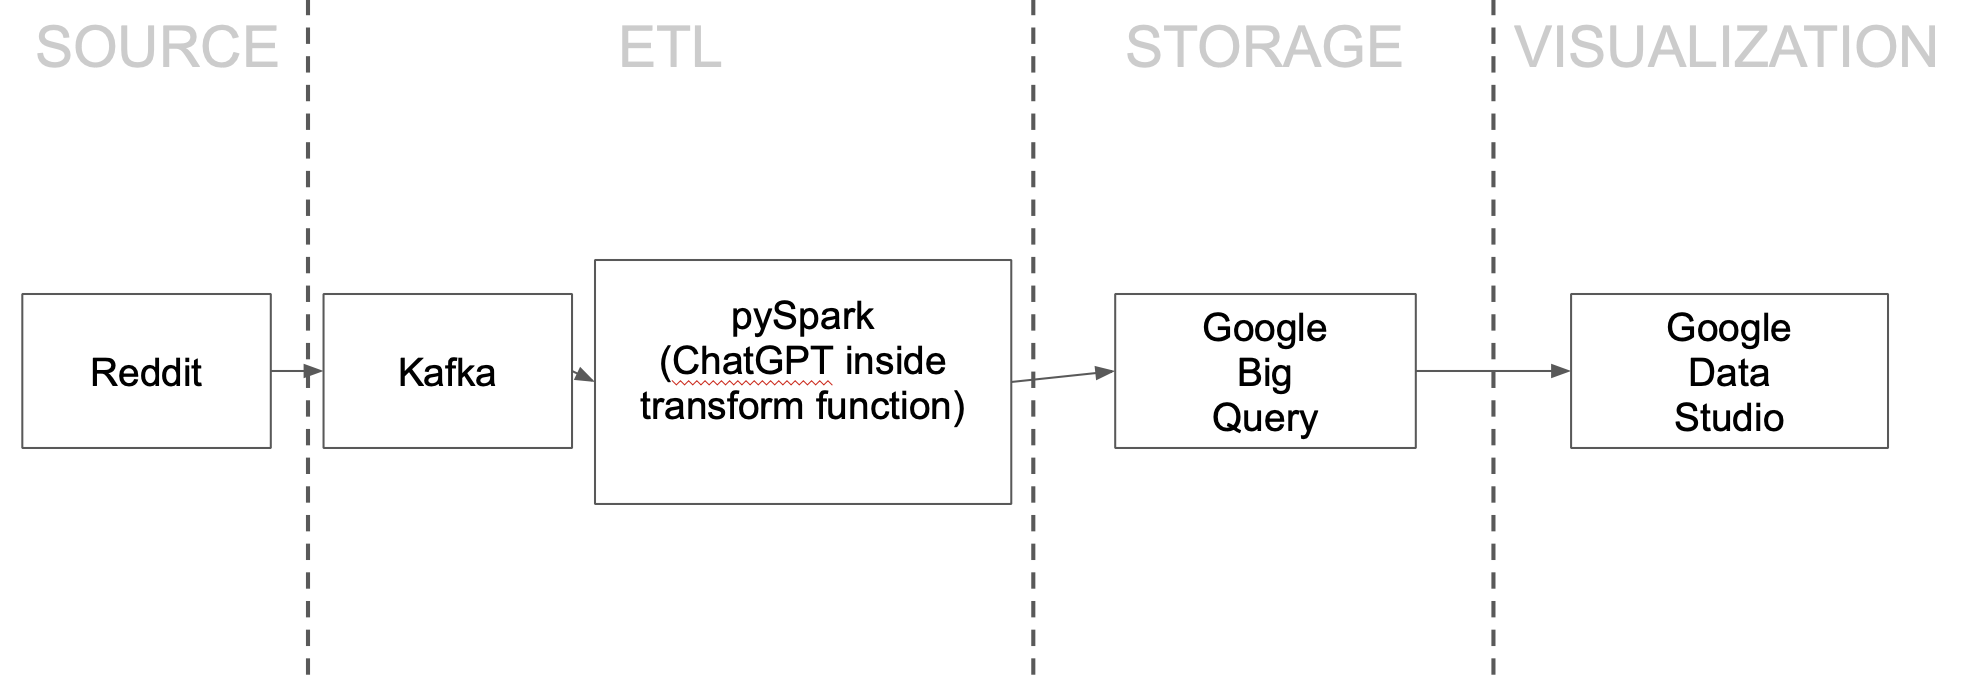 SOURCE
ETL
STORAGE
VISUALIZATION
Reddit
Kafka
pySpark
(ChatGPT inside
transform function)
Google
Big
Query
Google
Data
Studio